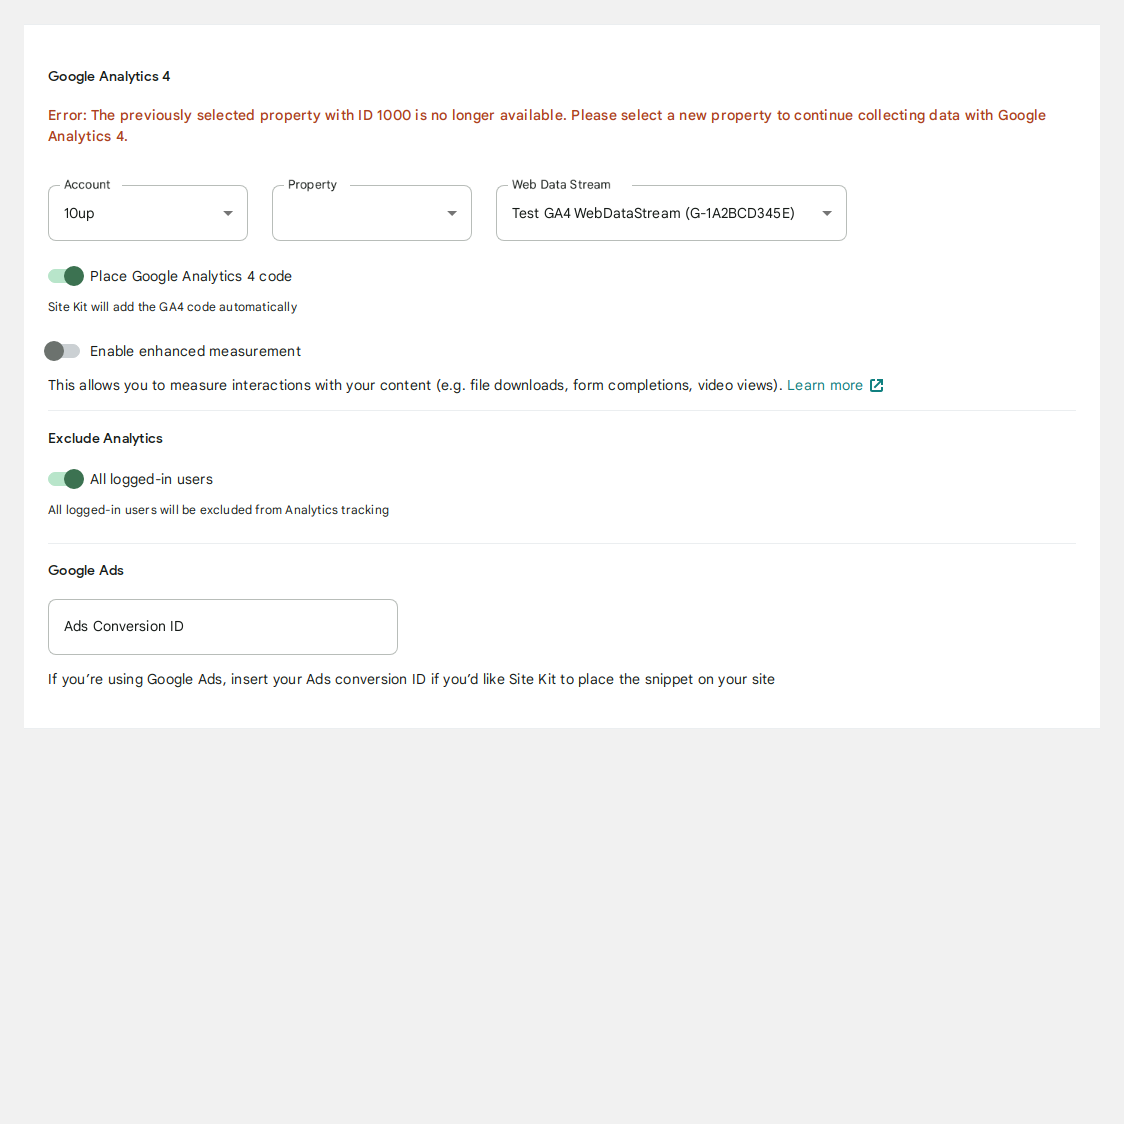 Google Analytics 4
Error: The previously selected property with ID 1000 is no longer available. Please select a new property to continue collecting data with Google
Analytics 4.
Account
Property
Web Data Stream
10up
Test GA4 WebDataStream (G-1A2BCD345E)
Place Google Analytics 4 code
Site Kit will add the GA4 code automatically
Enable enhanced measurement
This allows you to measure interactions with your content (e.g. file downloads, form completions, video views). Learn more
Exclude Analytics
All logged-in users
All logged-in users will be excluded from Analytics tracking
Google Ads
Ads Conversion ID
If you’re using Google Ads, insert your Ads conversion ID if you’d like Site Kit to place the snippet on your site